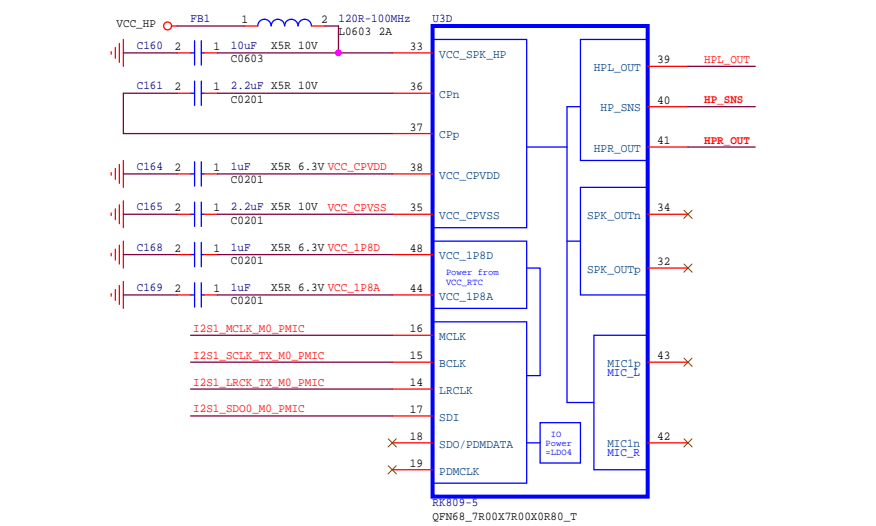 VCC_HP FB1 1 2 120R-100MHz U3D
L0603 2A
C160 2 1 10uF X5R 10V 33 VCC_SPK_HP
C0603
HPL_OUT 39 HPL_OUT
C161 2 1 2.2uF X5R 10V 36 CPn
C0201
HP_SNS 40 HP_SNS
37 CPp
HPR_OUT 41 HPR_OUT
C164 2 1 1uF X5R 6.3V VCC_CPVDD 38 VCC_CPVDD
C0201
C165 2 1 2.2uF X5R 10V VCC_CPVSS 35 VCC_CPVSS
C0201
SPK_OUTn 34
C168 2 1 1uF X5R 6.3V VCC_1P8D 48 VCC_1P8D
C0201
SPK_OUTp 32
Power from
VCC_RTC
C169 2 1 1uF X5R 6.3V VCC_1P8A 44 VCC_1P8A
C0201
I2S1_MCLK_M0_PMIC 16 MCLK
I2S1_SCLK_TX_M0_PMIC 15 BCLK
MIC1p 43
MIC_L
I2S1_LRCK_TX_M0_PMIC 14 LRCLK
I2S1_SDO0_M0_PMIC 17 SDI
18 SDO/PDMDATA
IO
Power
=LDO4
MIC1n 42
MIC_R
19 PDMCLK
RK809-5
QFN68_7R00X7R00X0R80_T